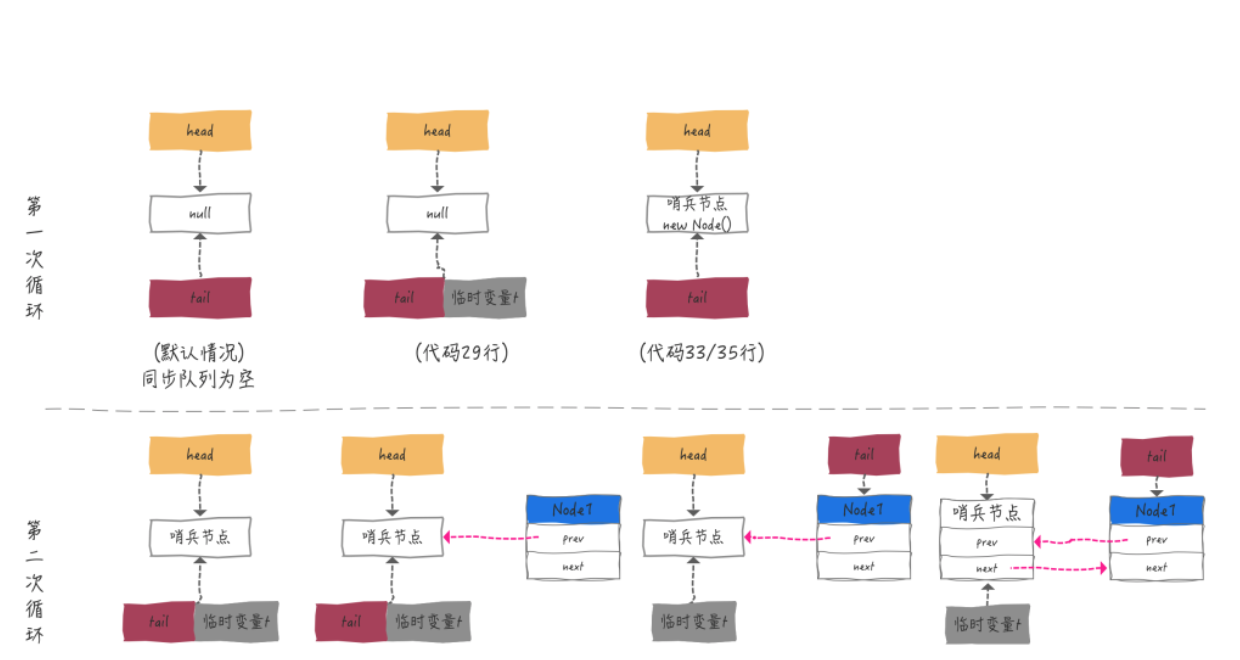 head
head
head
null
null
哨兵节点
new Node()
第一次循环
tail
tail
临时变量t
tail
(默认情况)
同步队列为空
(代码29行)
(代码33/35行)
head
head
head
tail
head
tail
哨兵节点
哨兵节点
Node1
prev
next
哨兵节点
Node1
prev
next
哨兵节点
prev
next
Node1
prev
next
第二次循环
tail
临时变量t
tail
临时变量t
临时变量t
临时变量t